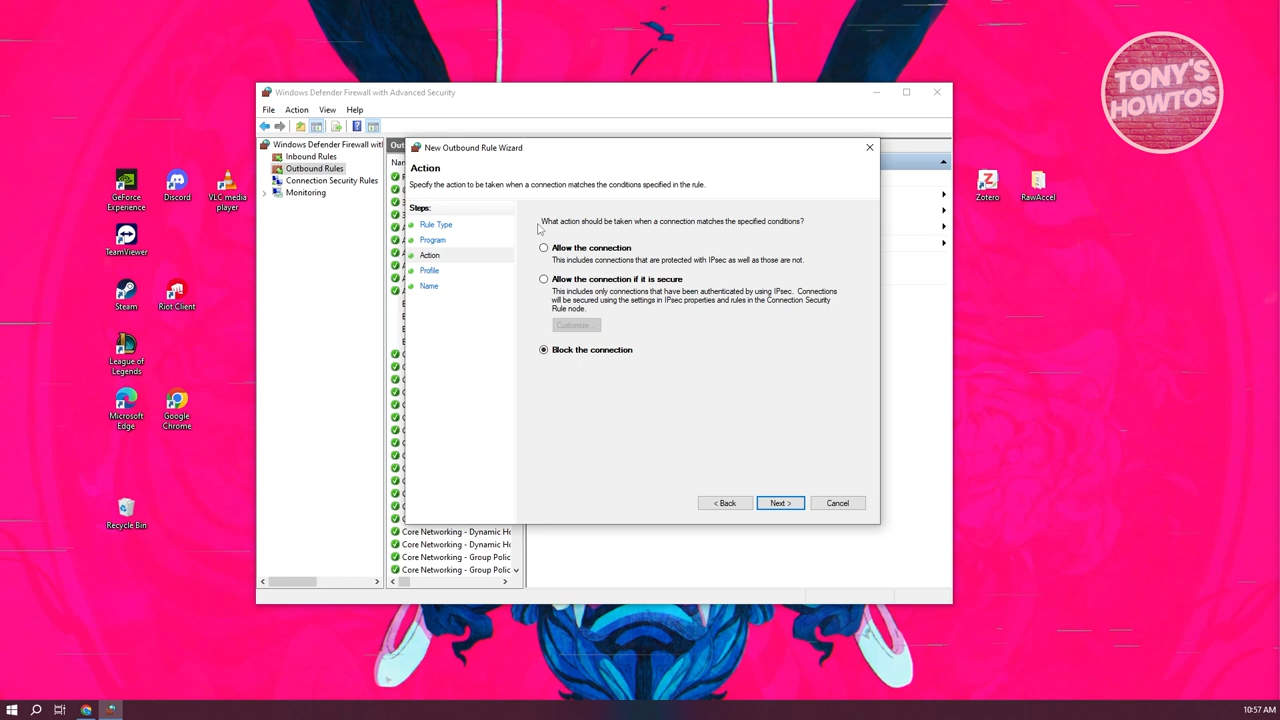 TONY'S
HOWTOS
Windows Defender Firewall with Advanced Security
File Action View Help
Windows Defender Firewall with
Inbound Rules
Outbound Rules
Connection Security Rules
Monitoring
New Outbound Rule Wizard
Action
Specify the action to be taken when a connection matches the conditions specified in the rule.
Steps:
Rule Type
Program
Action
Profile
Name
What action should be taken when a connection matches the specified conditions?
Allow the connection
This includes connections that are protected with IPsec as well as those are not.
Allow the connection if it is secure
This includes only connections that have been authenticated by using IPsec. Connections
will be secured using the settings in IPsec properties and rules in the Connection Security
Rule node.
Customize...
Block the connection
< Back
Next >
Cancel
Core Networking - Dynamic Ho
Core Networking - Dynamic Ho
Core Networking - Group Polic
Core Networking - Group Polic
GeForce
Experience
Discord
VLC media
player
TeamViewer
Steam
Riot Client
League of
Legends
Microsoft
Edge
Google
Chrome
Recycle Bin
Zotero
RawAccel
10:57 AM